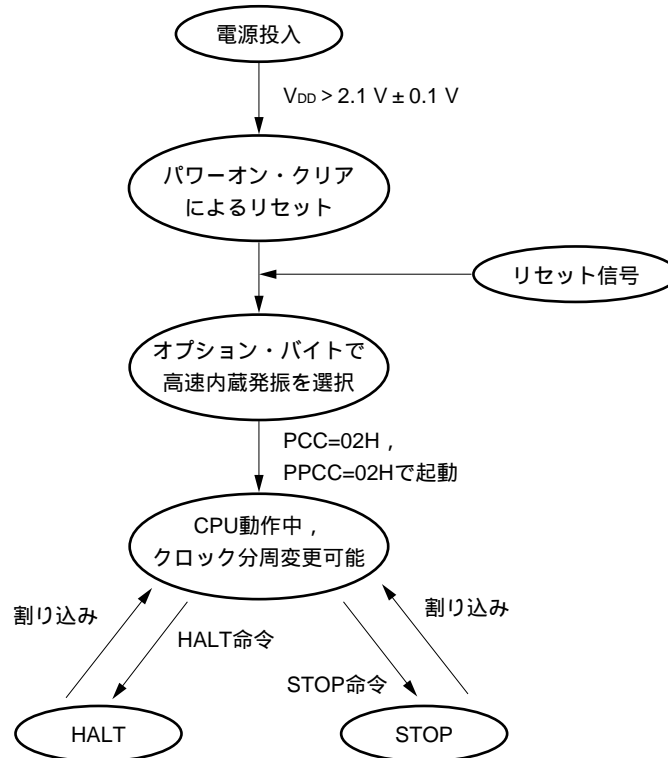 電源投入
VDD > 2.1 V ± 0.1 V
パワーオン・クリア
によるリセット
リセット信号
オプション・バイトで
高速内蔵発振を選択
PCC=02H ,
PPCC=02Hで起動
CPU動作中 ,
クロック分周変更可能
割り込み
割り込み
HALT命令
STOP命令
HALT
STOP